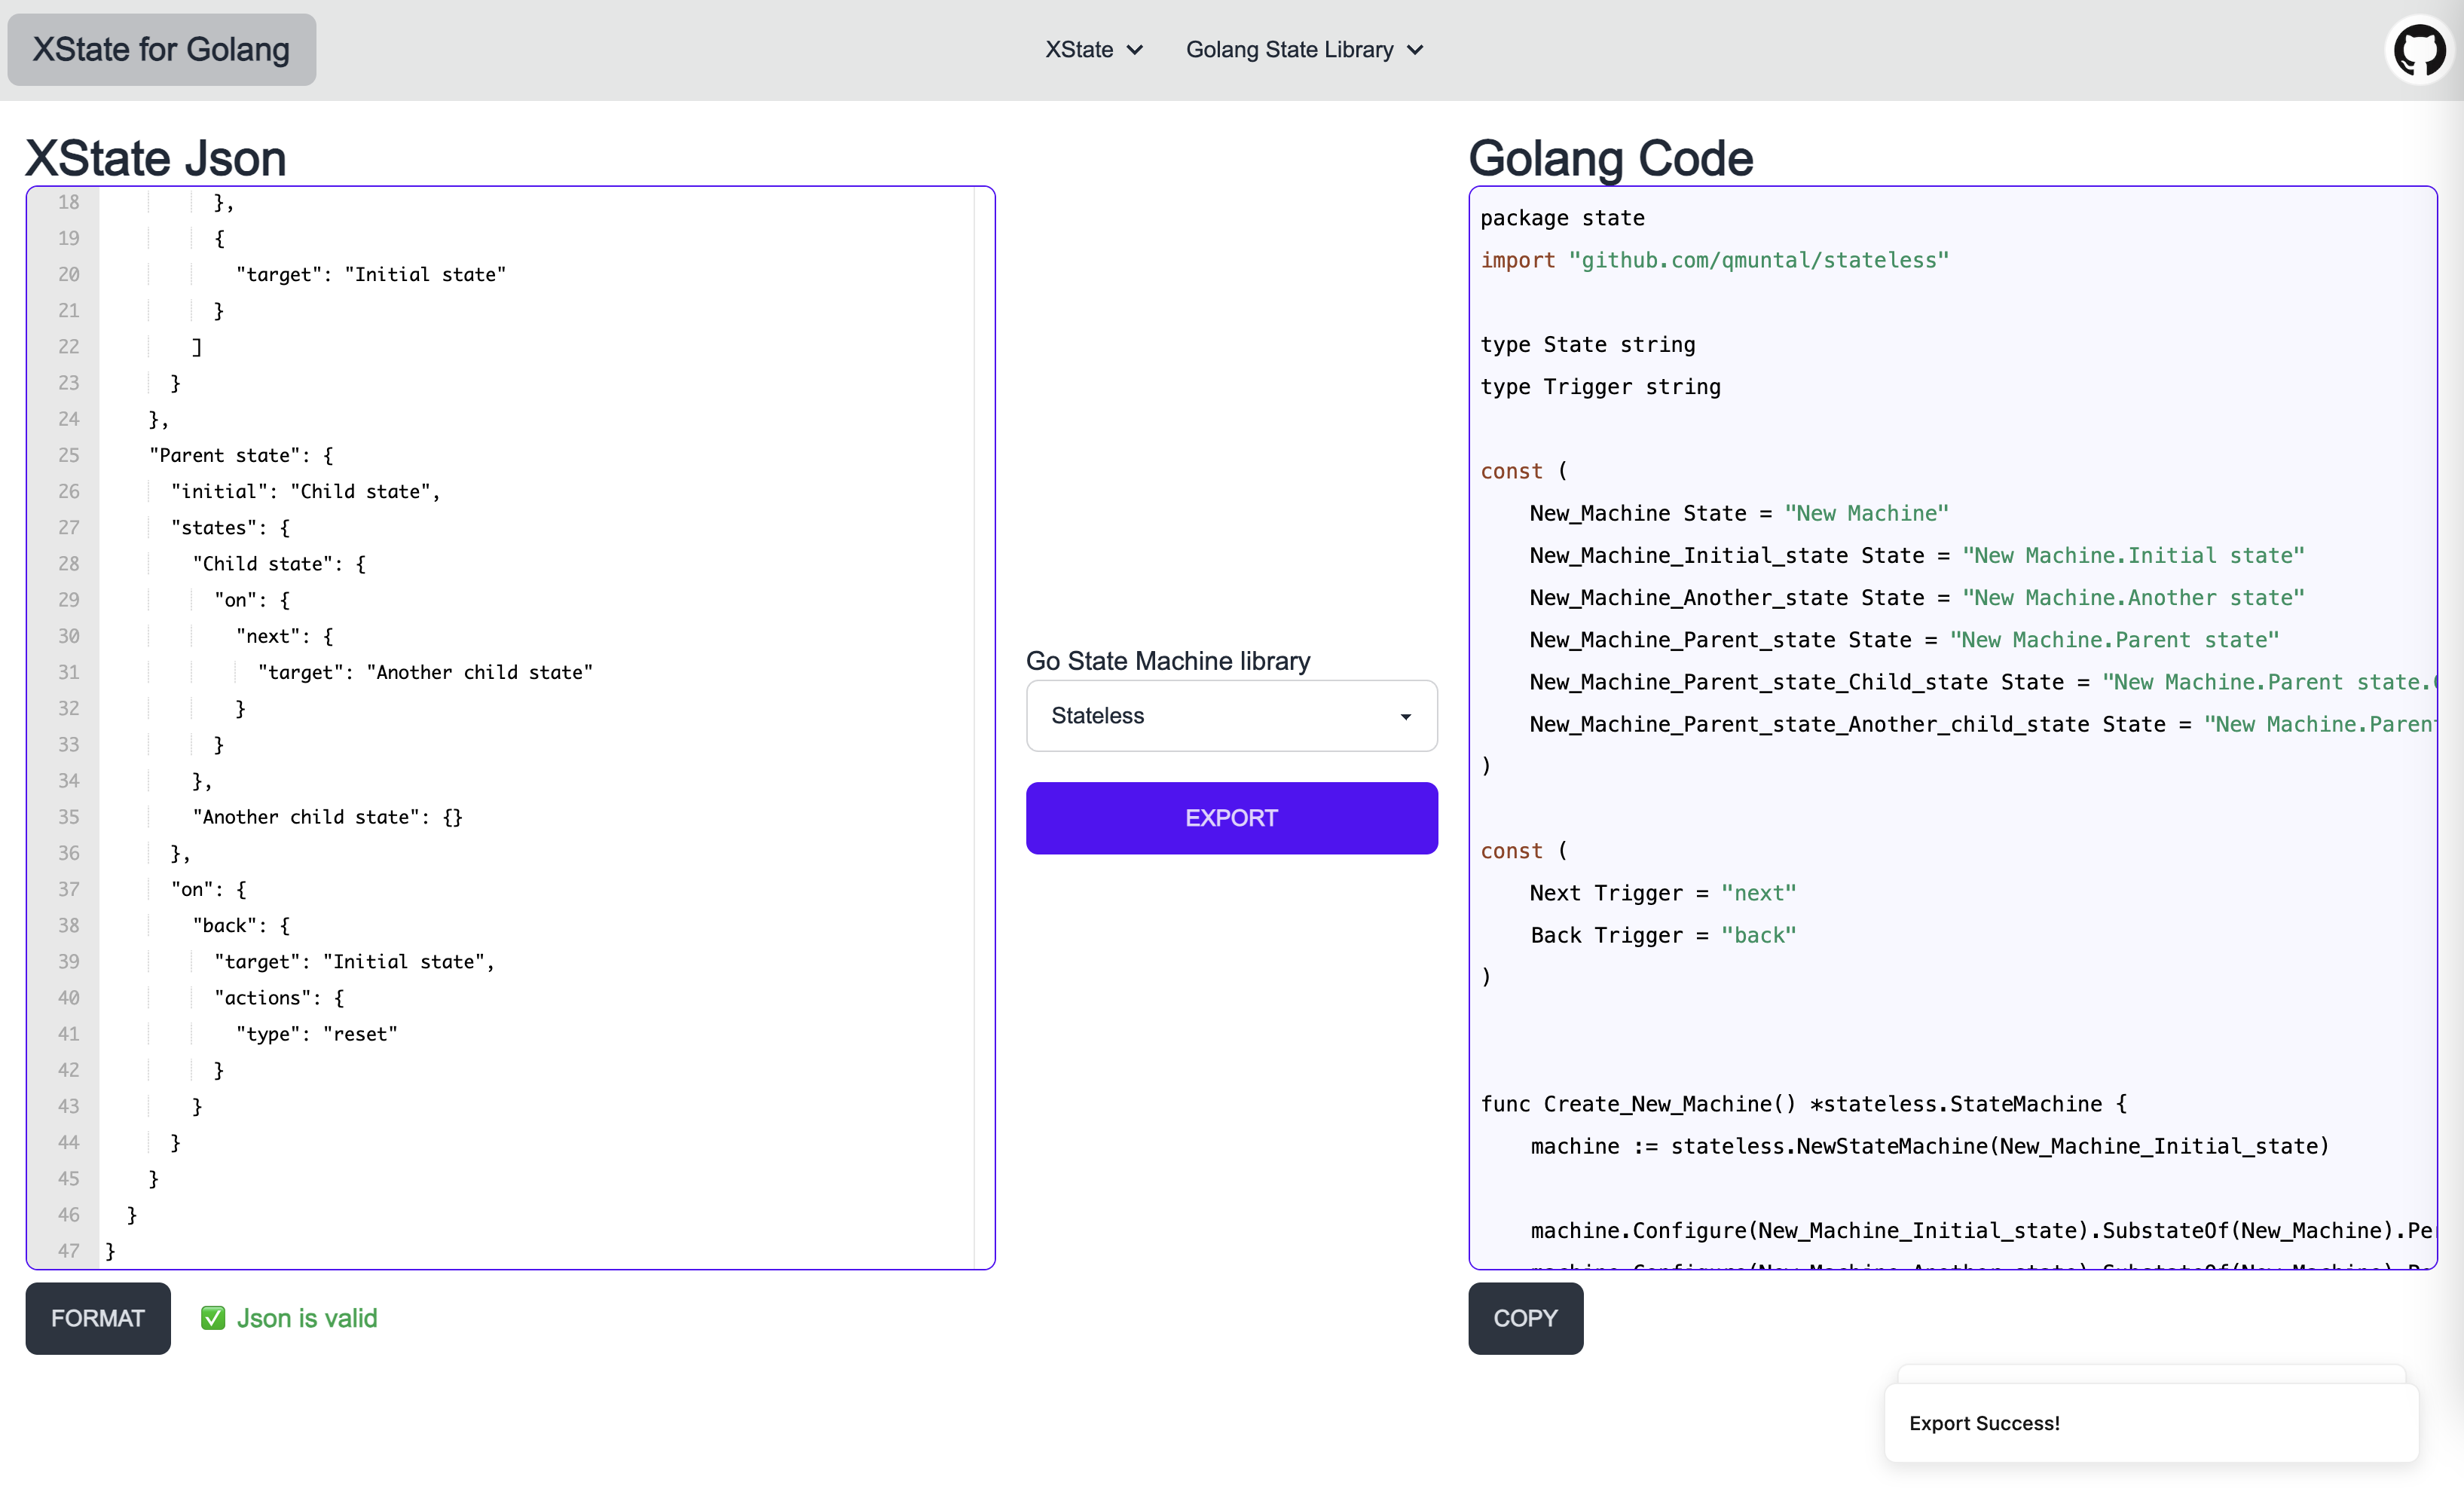 XState for Golang
XState
Golang State Library
XState Json
18 },
19 {
20 "target": "Initial state"
21 }
22 ]
23 }
24 },
25 "Parent state": {
26 "initial": "Child state",
27 "states": {
28 "Child state": {
29 "on": {
30 "next": {
31 "target": "Another child state"
32 }
33 }
34 },
35 "Another child state": {}
36 },
37 "on": {
38 "back": {
39 "target": "Initial state",
40 "actions": {
41 "type": "reset"
42 }
43 }
44 }
45 }
46 }
47 }
FORMAT
✅ Json is valid
Go State Machine library
Stateless
EXPORT
Golang Code
package state
import "github.com/qmuntal/stateless"
type State string
type Trigger string
const (
New_Machine State = "New Machine"
New_Machine_Initial_state State = "New Machine.Initial state"
New_Machine_Another_state State = "New Machine.Another state"
New_Machine_Parent_state State = "New Machine.Parent state"
New_Machine_Parent_state_Child_state State = "New Machine.Parent state.
New_Machine_Parent_state_Another_child_state State = "New Machine.Parent
)
const (
Next Trigger = "next"
Back Trigger = "back"
)
func Create_New_Machine() *stateless.StateMachine {
machine := stateless.NewStateMachine(New_Machine_Initial_state)
machine.Configure(New_Machine_Initial_state).SubstateOf(New_Machine).Pe
machine.Configure(New_Machine_Another_state).SubstateOf(New_Machine).Pe
COPY
Export Success!